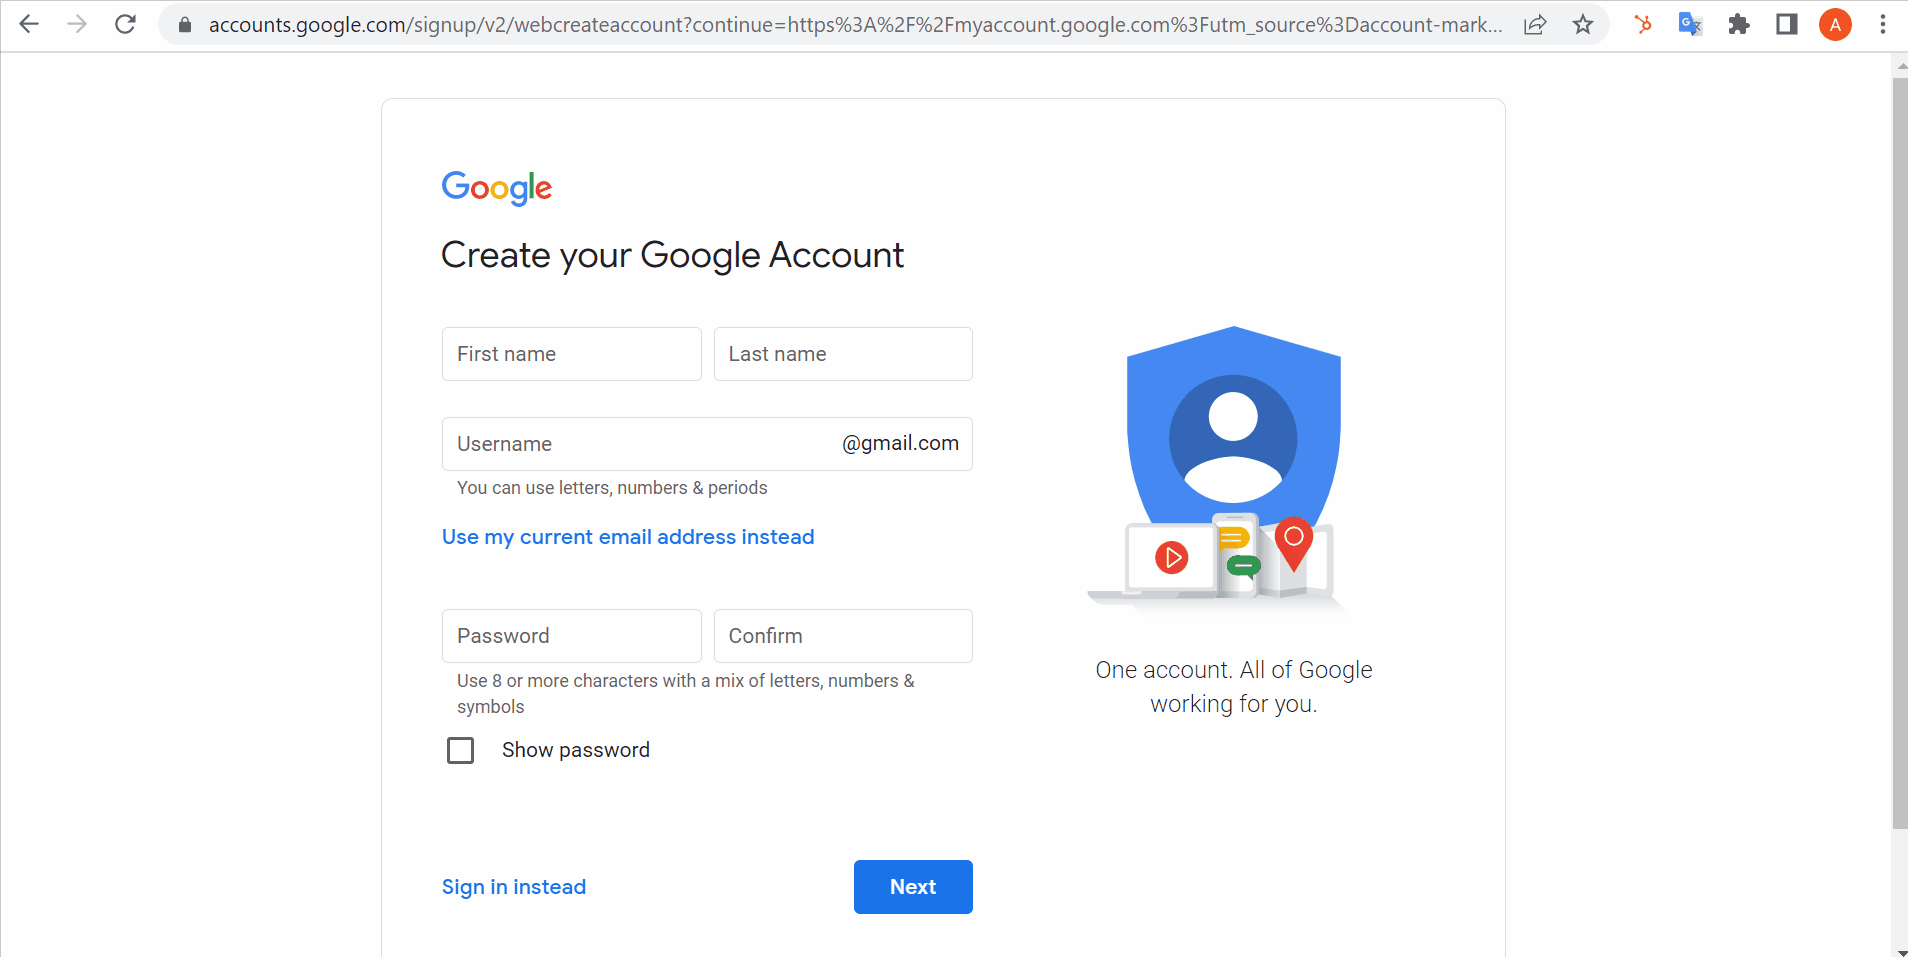 accounts.google.com/signup/v2/webcreateaccount?continue=https%3A%2F%2Fmyaccount.google.com%3Futm_source%3Daccount-mark...
A
Google
Create your Google Account
First name
Last name
Username
@gmail.com
You can use letters, numbers & periods
Use my current email address instead
Password
Confirm
Use 8 or more characters with a mix of letters, numbers &
symbols
Show password
One account. All of Google
working for you.
Sign in instead
Next